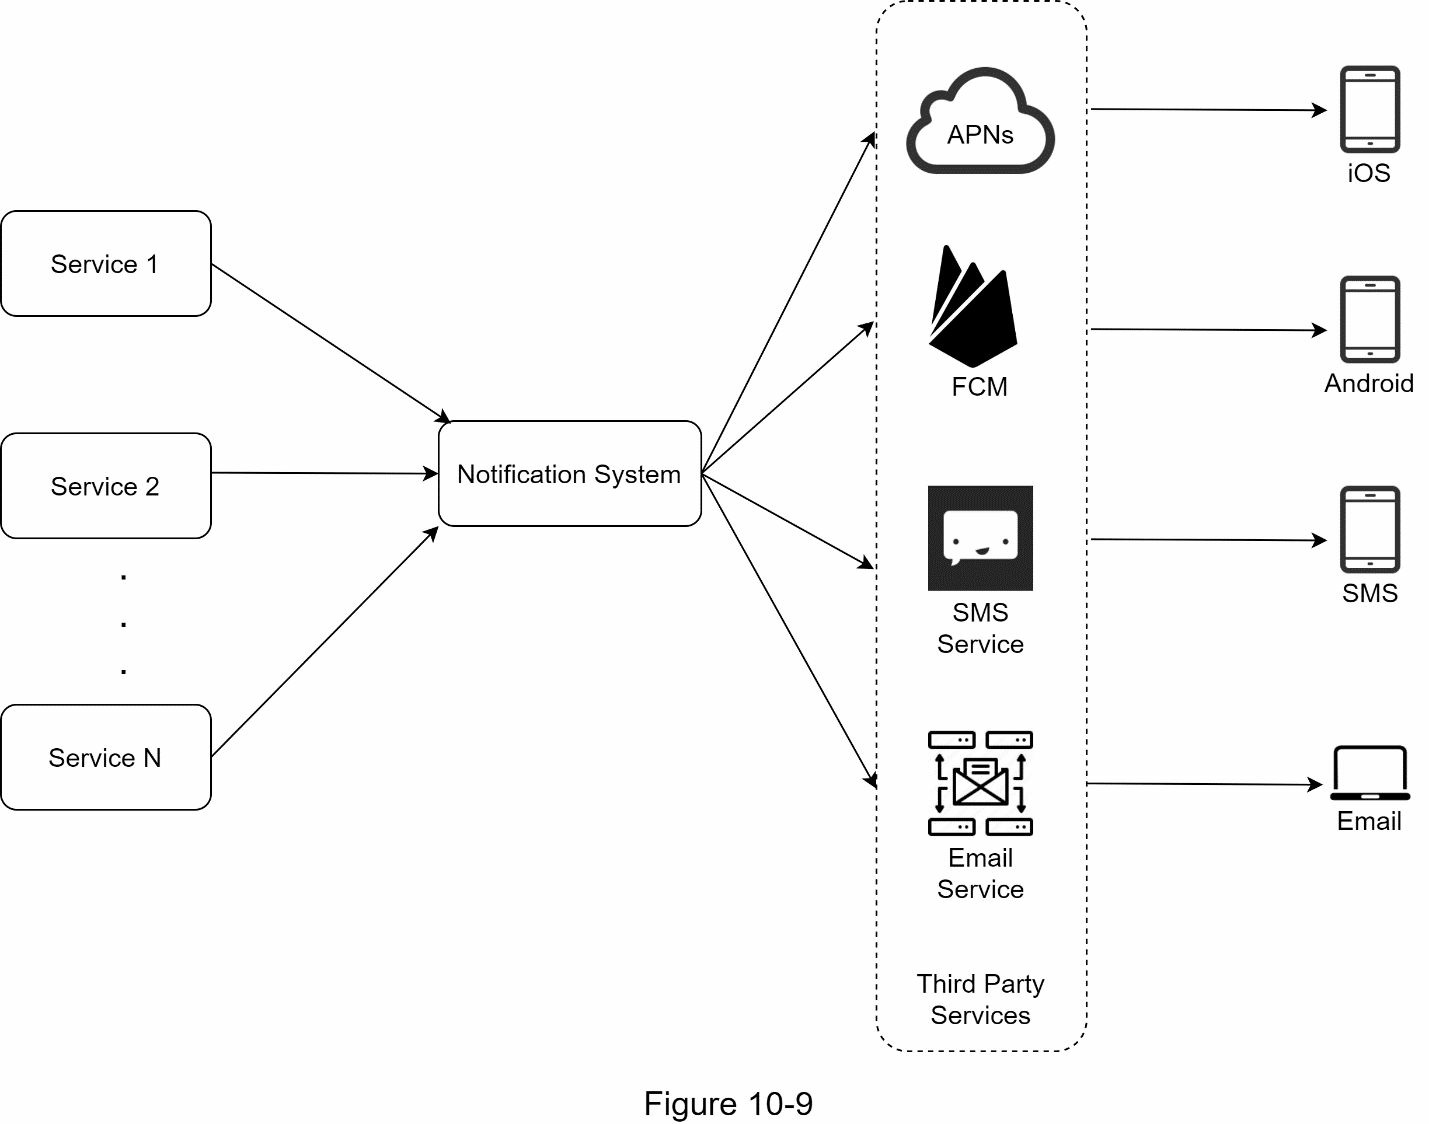 APNs
iOS
Service 1
FCM
Android
Service 2
Notification System
SMS
Service
SMS
Service N
Email
Service
Email
Third Party
Services
Figure 10-9